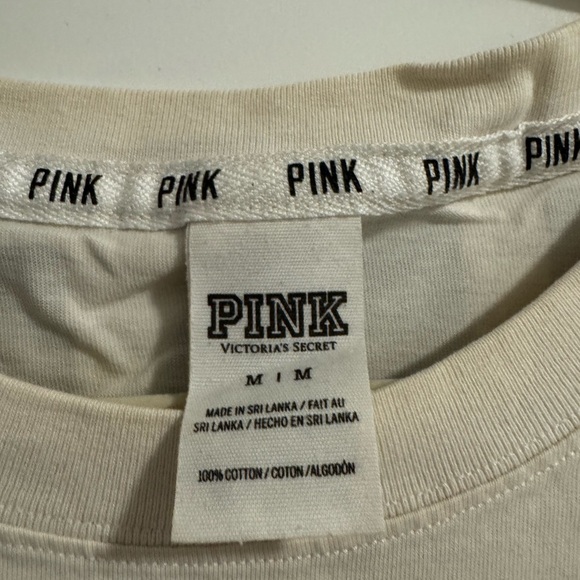 PINK PINK PINK PINK PINK
PINK
VICTORIA'S SECRET
M | M
MADE IN SRI LANKA / FAIT AU
SRI LANKA / HECHO EN SRI LANKA
100% COTTON / COTON / ALGODÓN